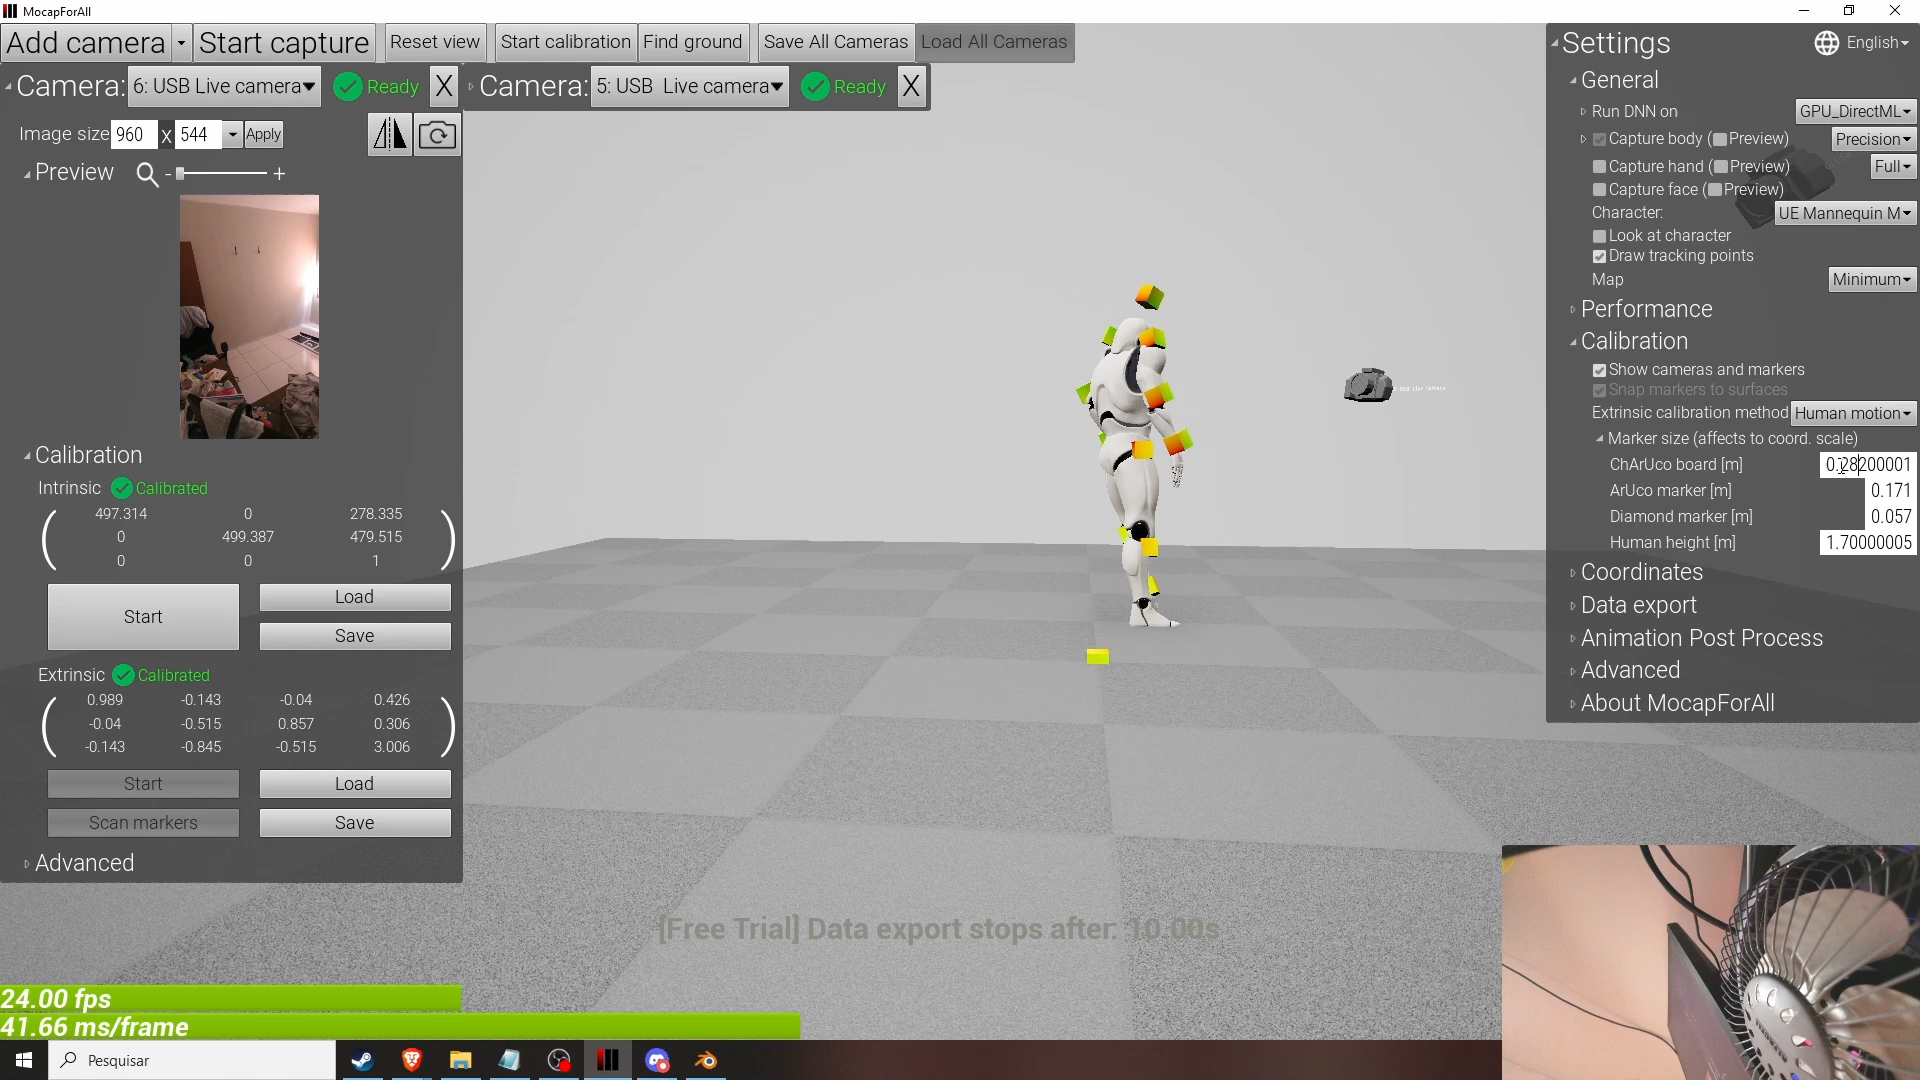 MocapForAll
Add camera
Start capture
Reset view
Start calibration
Find ground
Save All Cameras
Load All Cameras
Camera: 6: USB Live camera Ready X
Camera: 5: USB Live camera Ready X
Image size 960 x 544 Apply
Preview - +
Calibration
Intrinsic Calibrated
497.314 0 278.335
0 499.387 479.515
0 0 1
Start
Load
Save
Extrinsic Calibrated
0.989 -0.143 -0.04 0.426
-0.04 -0.515 0.857 0.306
-0.143 -0.845 -0.515 3.006
Start
Load
Scan markers
Save
Advanced
Settings English
General
Run DNN on GPU_DirectML
Capture body (Preview) Precision
Capture hand (Preview) Full
Capture face (Preview)
Character: UE Mannequin M
Look at character
Draw tracking points
Map Minimum
Performance
Calibration
Show cameras and markers
Snap markers to surfaces
Extrinsic calibration method Human motion
Marker size (affects to coord. scale)
ChArUco board [m] 0.28200001
ArUco marker [m] 0.171
Diamond marker [m] 0.057
Human height [m] 1.70000005
Coordinates
Data export
Animation Post Process
Advanced
About MocapForAll
[Free Trial] Data export stops after: 10.00s
24.00 fps
41.66 ms/frame
Pesquisar